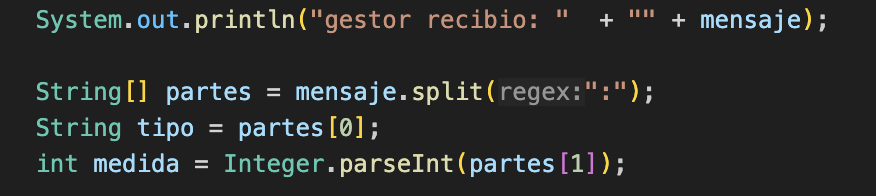 System.out.println("gestor recibio: "  + "" + mensaje);
String[] partes = mensaje.split(regex:":");
String tipo = partes[0];
int medida = Integer.parseInt(partes[1]);